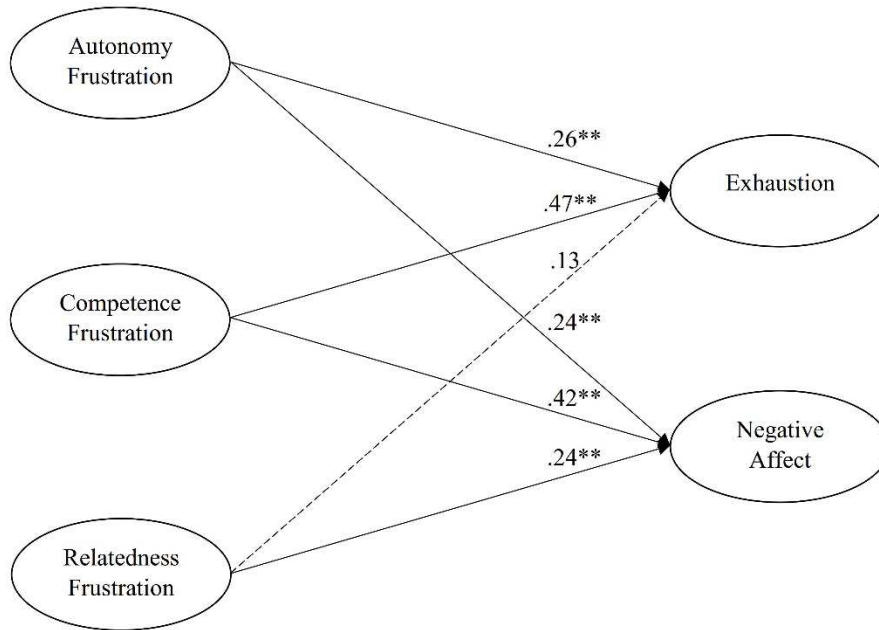 Autonomy
Frustration
.26**
Exhaustion
.47**
.13
Competence
Frustration
.24**
.42**
Negative
Affect
.24**
Relatedness
Frustration